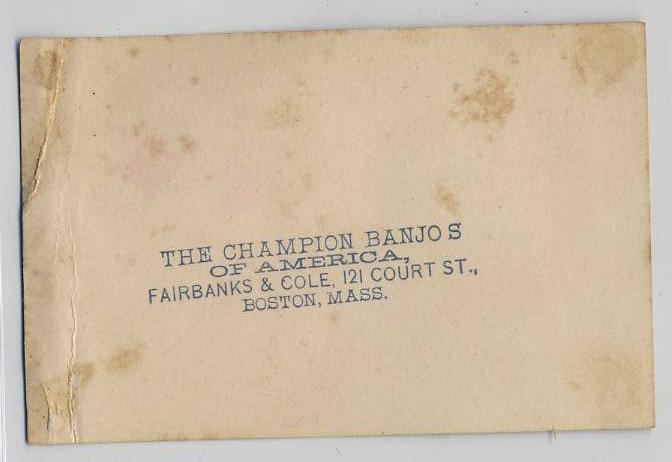 THE CHAMPION BANJOS
OF AMERICA,
FAIRBANKS & COLE, 121 COURT ST.,
BOSTON, MASS.